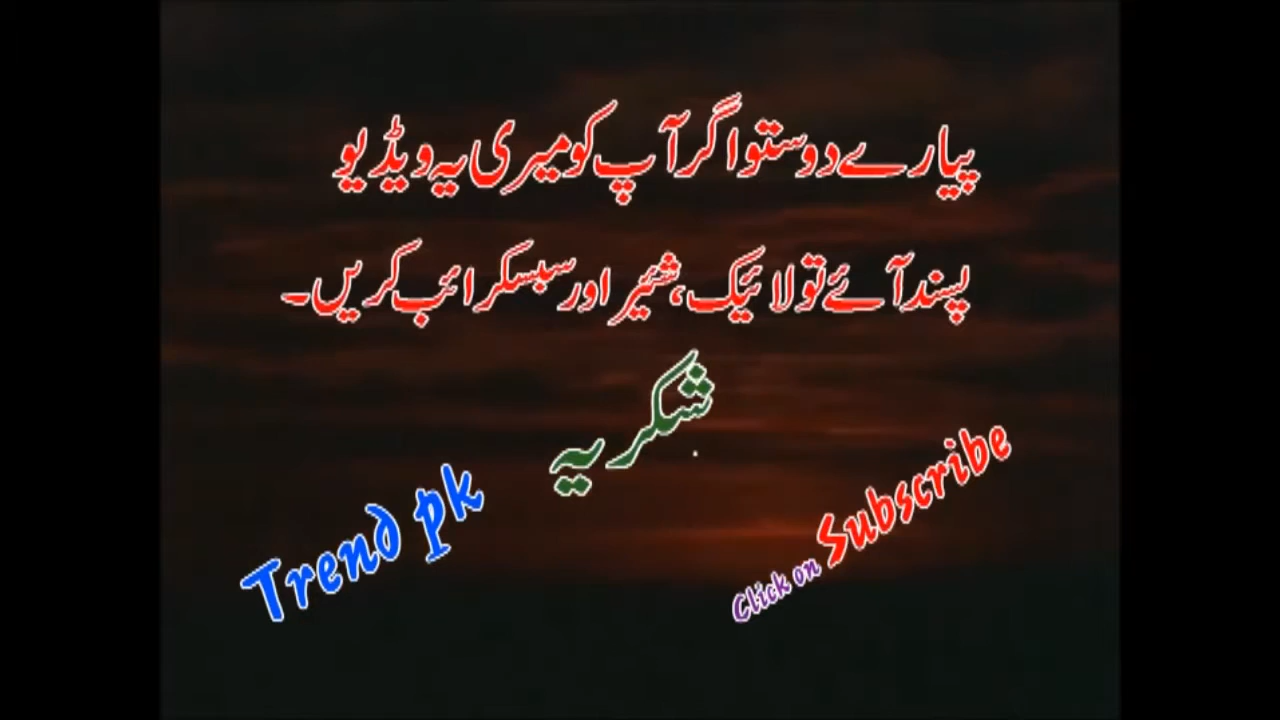 پیارے دوستو اگر آپ کو میری یہ ویڈیو
پسند آئے تو لائیک، شئیر اور سبسکرائب کریں۔
شکریہ
Trend pk
Click on Subscribe